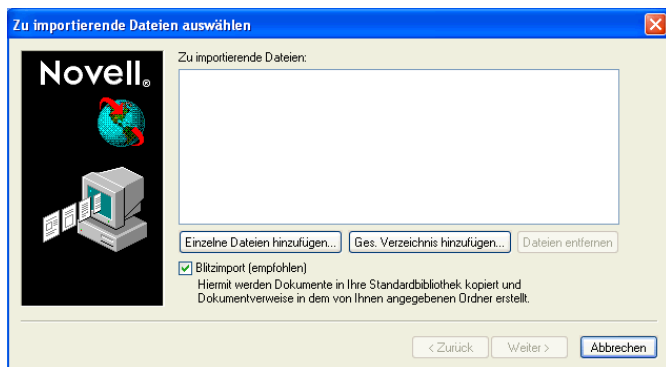 Zu importierende Dateien auswählen
Novell®
Zu importierende Dateien:
Einzelne Dateien hinzufügen...
Ges. Verzeichnis hinzufügen...
Dateien entfernen
Blitzimport (empfohlen)
Hiermit werden Dokumente in Ihre Standardbibliothek kopiert und
Dokumentverweise in dem von Ihnen angegebenen Ordner erstellt.
< Zurück
Weiter >
Abbrechen